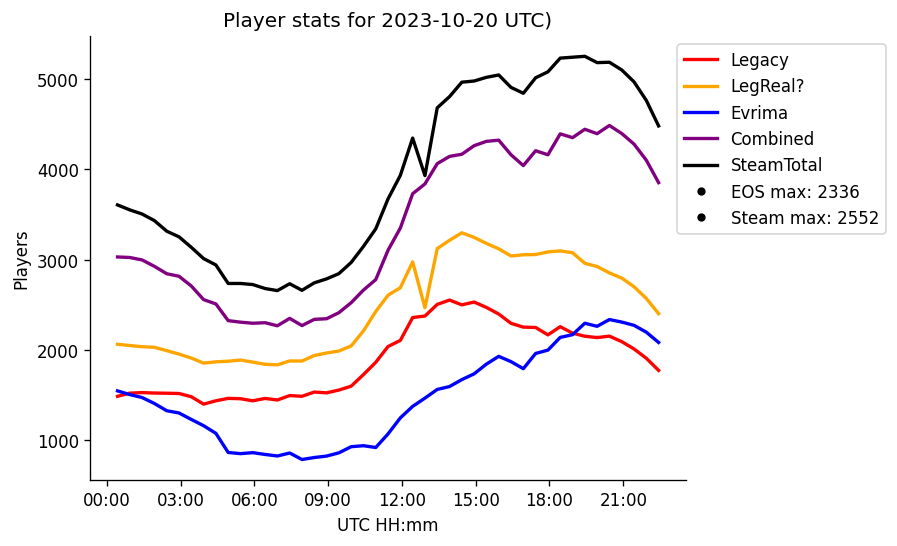 Player stats for 2023-10-20 UTC)
Legacy
LegReal?
Evrima
Combined
SteamTotal
EOS max: 2336
Steam max: 2552
5000
4000
3000
2000
1000
Players
00:00 03:00 06:00 09:00 12:00 15:00 18:00 21:00
UTC HH:mm